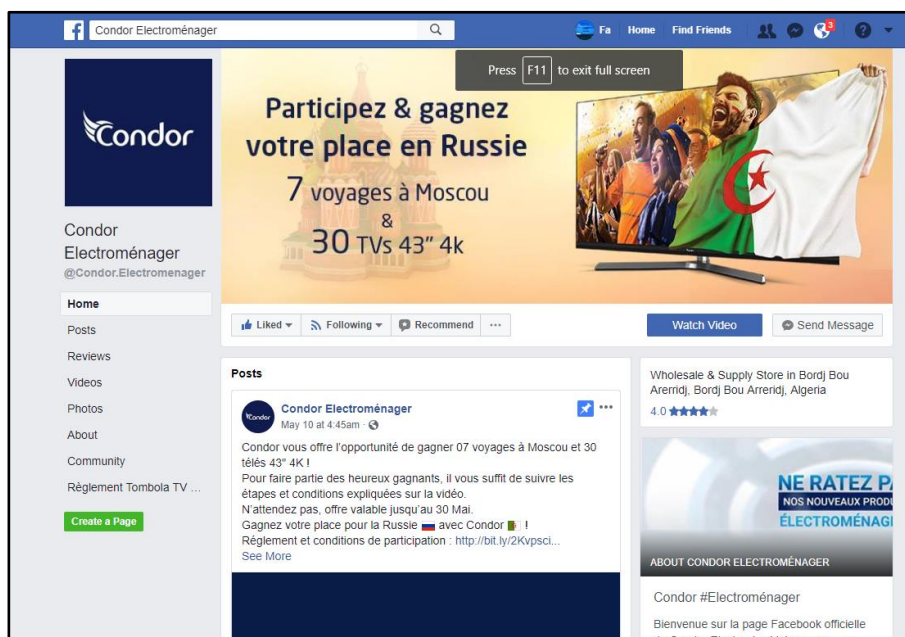 Condor Electroménager
Fa Home Find Friends
3
Press F11 to exit full screen
Condor
Participez & gagnez
votre place en Russie
7 voyages à Moscou
&
30 TVs 43" 4k
Condor
Electroménager
@Condor.Electromenager
Home
Posts
Reviews
Videos
Photos
About
Community
Règlement Tombola TV ...
Create a Page
Liked Following Recommend ...
Watch Video Send Message
Posts
Condor
Condor Electroménager
May 10 at 4:45am ·
Condor vous offre l'opportunité de gagner 07 voyages à Moscou et 30
télés 43" 4K !
Pour faire partie des heureux gagnants, il vous suffit de suivre les
étapes et conditions expliquées sur la vidéo.
N'attendez pas, offre valable jusqu'au 30 Mai.
Gagnez votre place pour la Russie 🇷🇺 avec Condor 🇩🇿 !
Réglement et conditions de participation : http://bit.ly/2Kvpsci...
See More
Wholesale & Supply Store in Bordj Bou
Arerridj, Bordj Bou Arreridj, Algeria
4.0 ★★★★★
NE RATEZ PA
NOS NOUVEAUX PRODU
ÉLECTROMÉNAG
ABOUT CONDOR ELECTROMÉNAGER
Condor #Electroménager
Bienvenue sur la page Facebook officielle